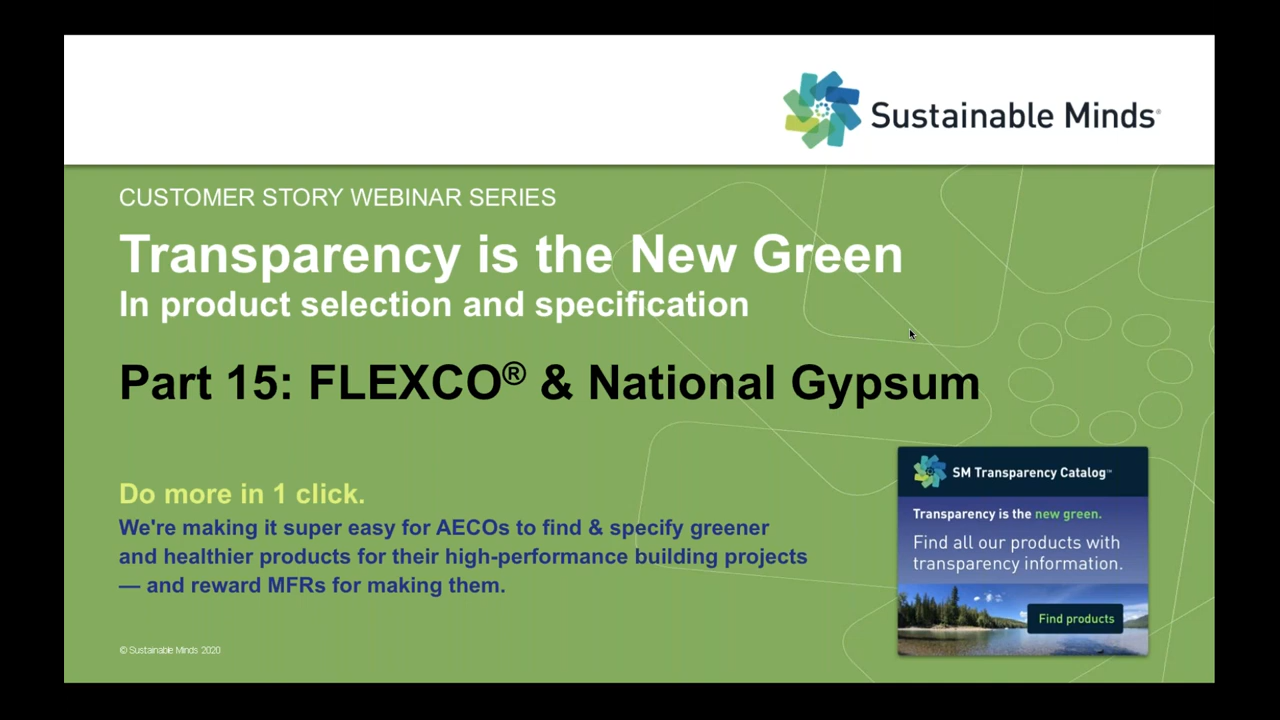 Sustainable Minds®
CUSTOMER STORY WEBINAR SERIES
Transparency is the New Green
In product selection and specification
Part 15: FLEXCO® & National Gypsum
Do more in 1 click.
We're making it super easy for AECOs to find & specify greener
and healthier products for their high-performance building projects
— and reward MFRs for making them.
SM Transparency Catalog™
Transparency is the new green.
Find all our products with
transparency information.
Find products
© Sustainable Minds 2020